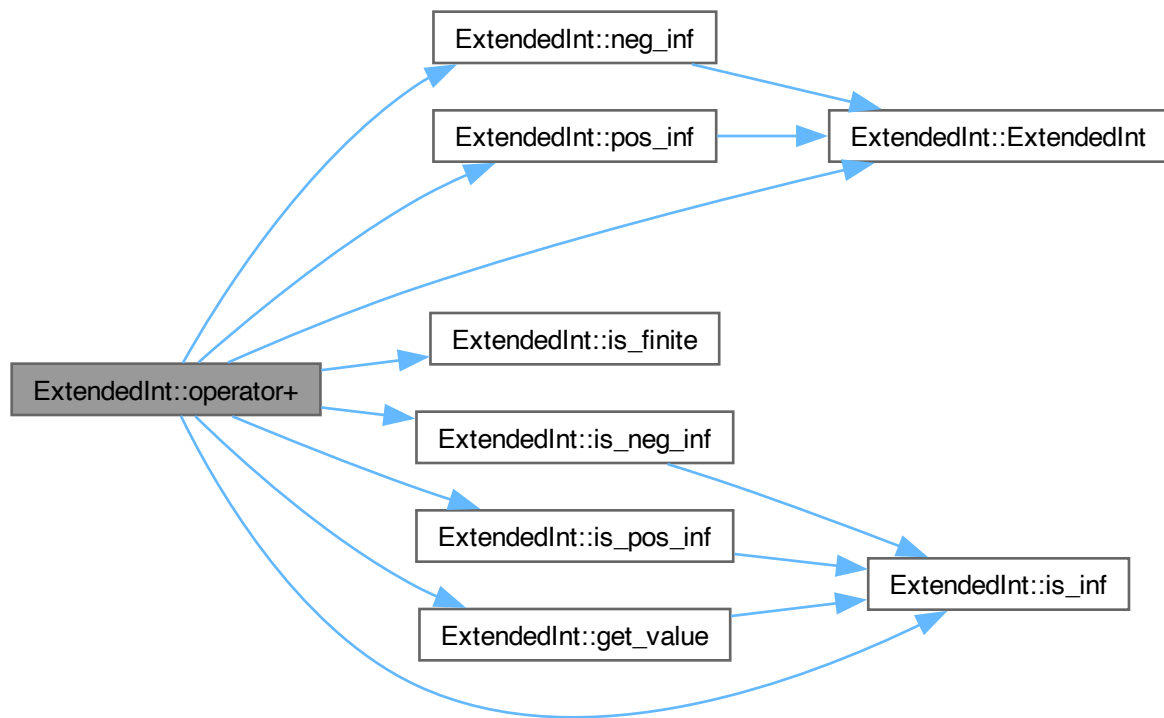 ExtendedInt::neg_inf
ExtendedInt::pos_inf
ExtendedInt::ExtendedInt
ExtendedInt::is_finite
ExtendedInt::operator+
ExtendedInt::is_neg_inf
ExtendedInt::is_pos_inf
ExtendedInt::is_inf
ExtendedInt::get_value